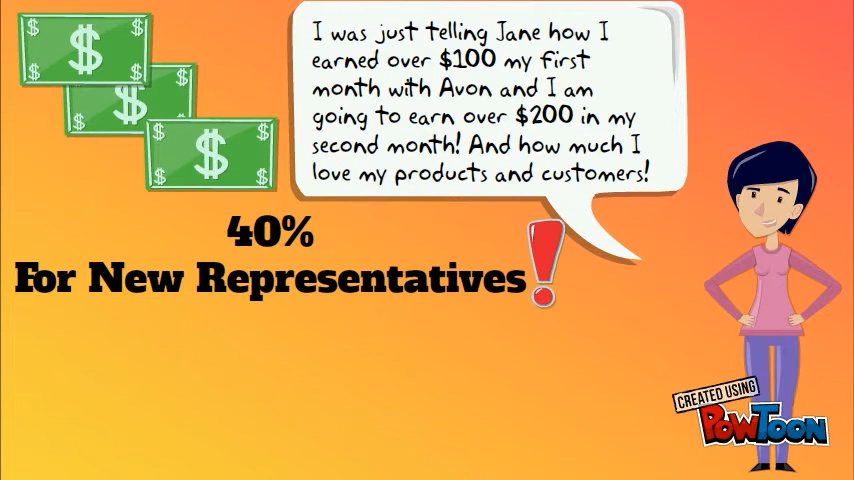 I was just telling Jane how I
earned over $100 my first
month with Avon and I am
going to earn over $200 in my
second month! And how much I
love my products and customers!
40%
For New Representatives!
CREATED USING
POWTOON